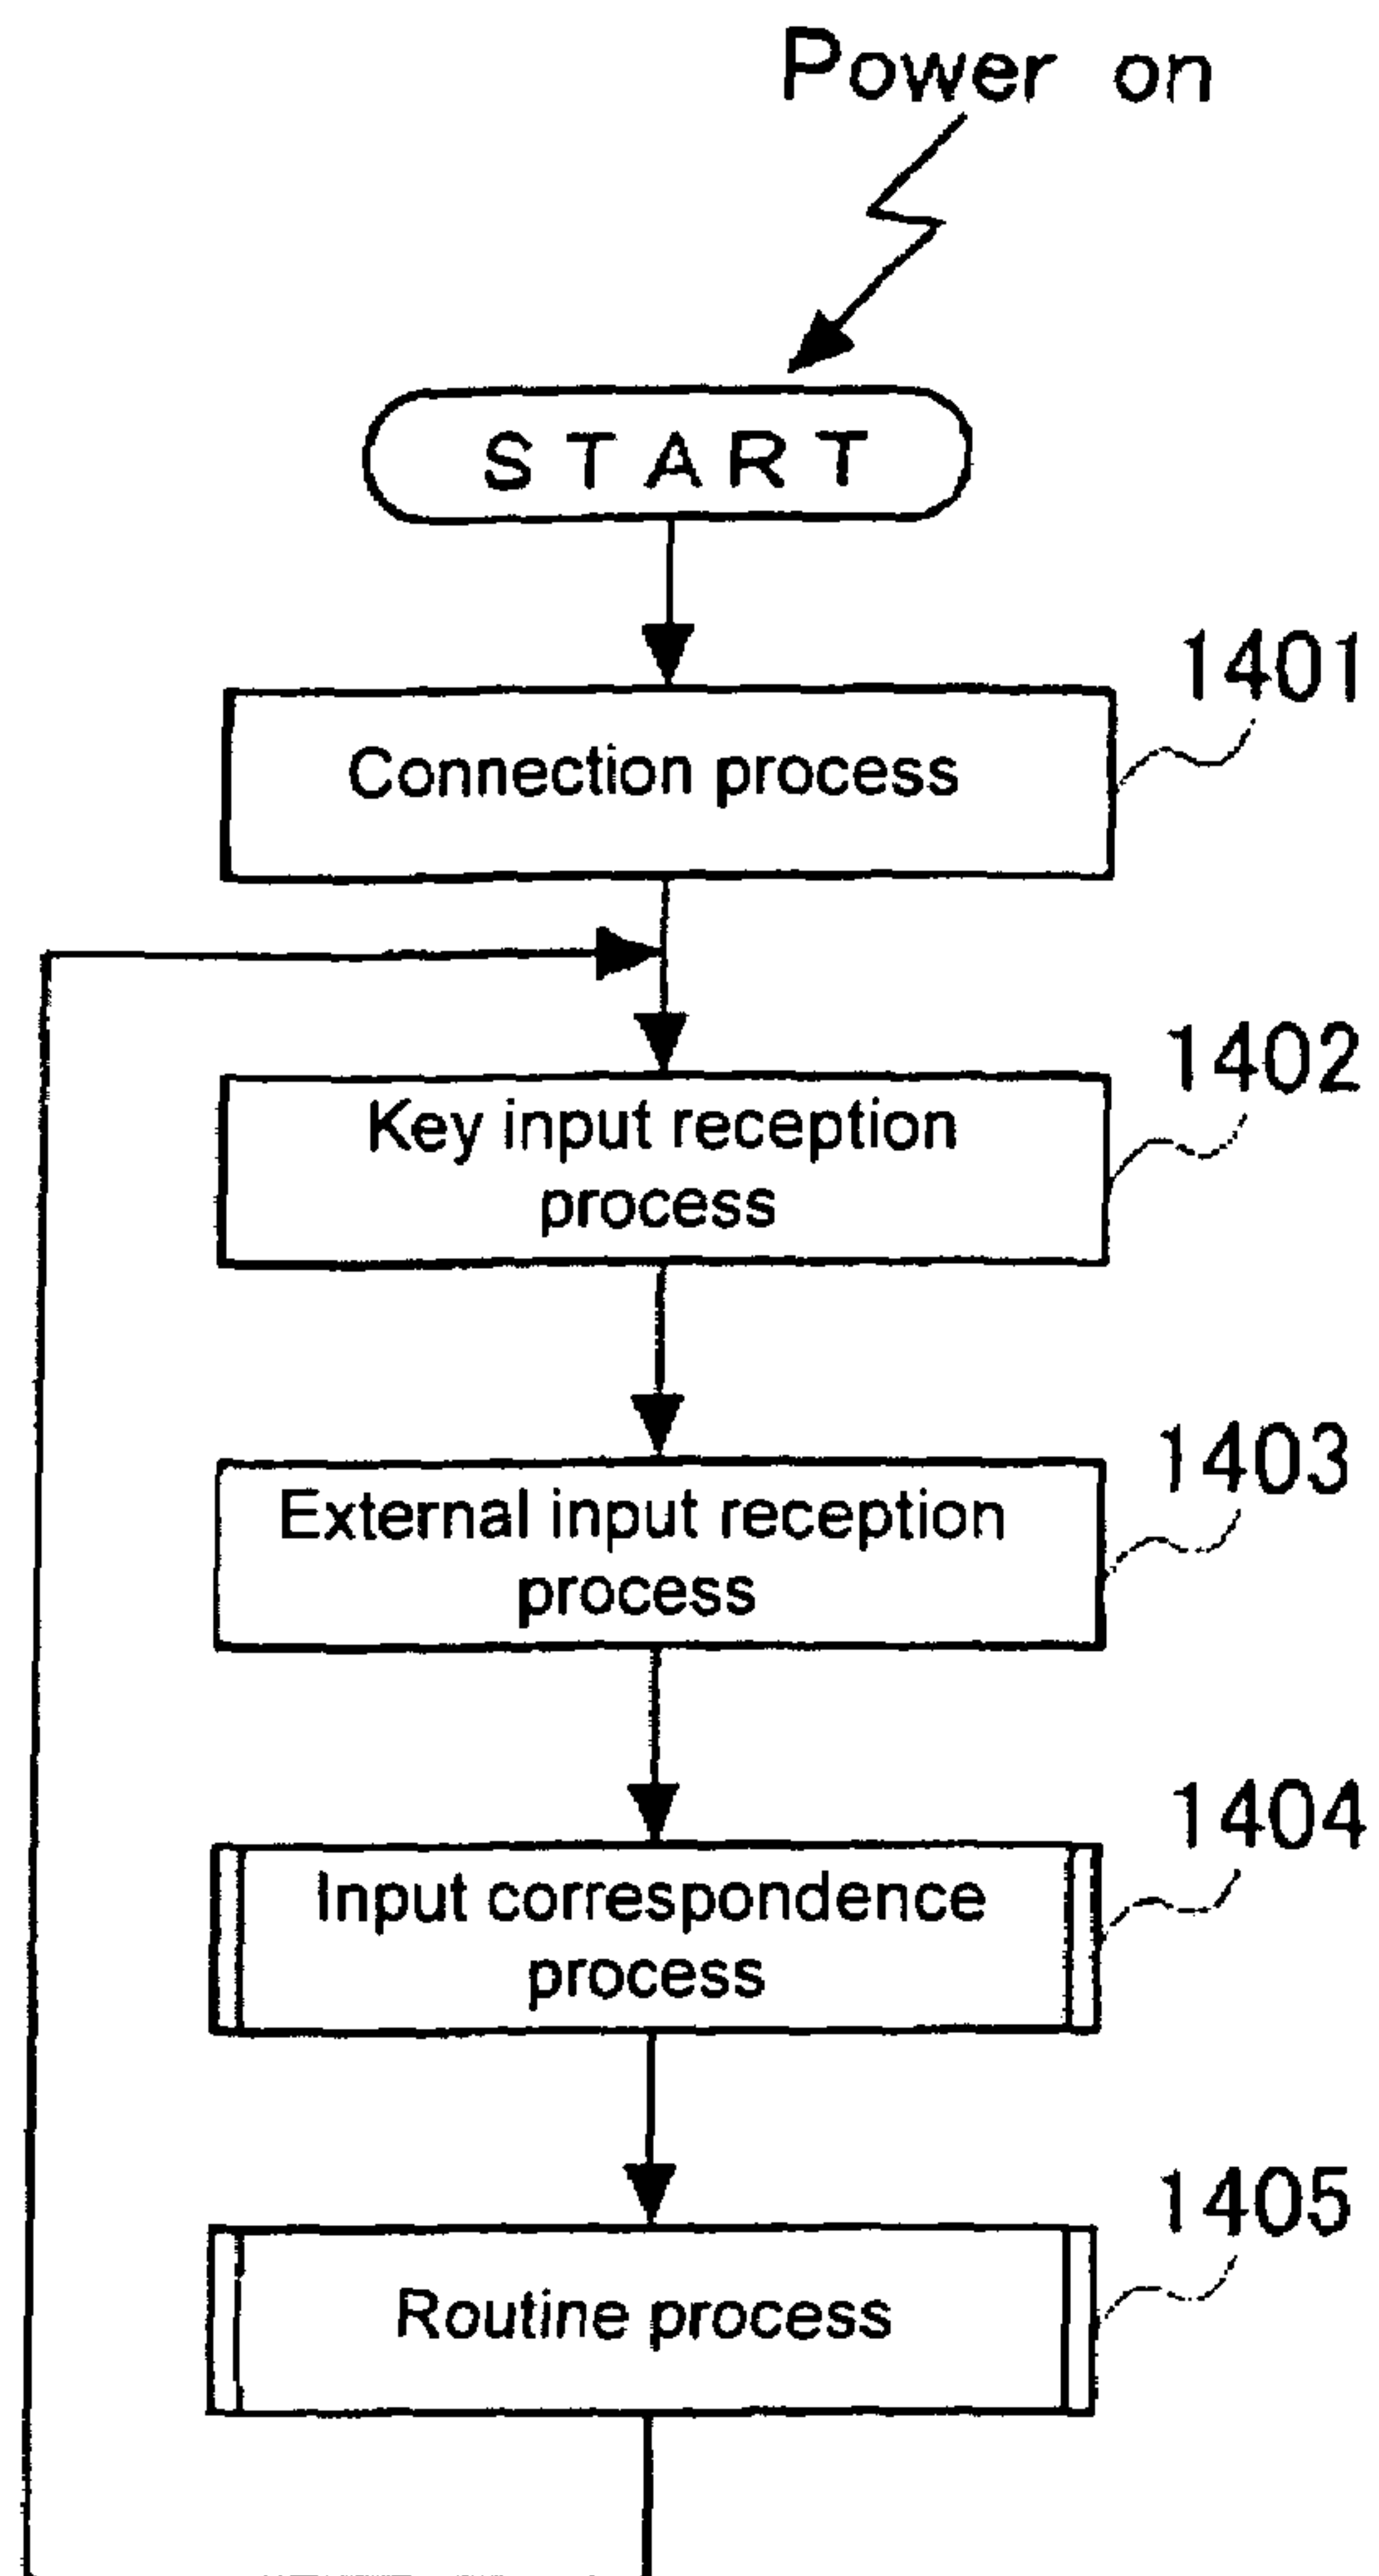 Power on
START
1401
Connection process
1402
Key input reception
process
1403
External input reception
process
1404
Input correspondence
process
1405
Routine process